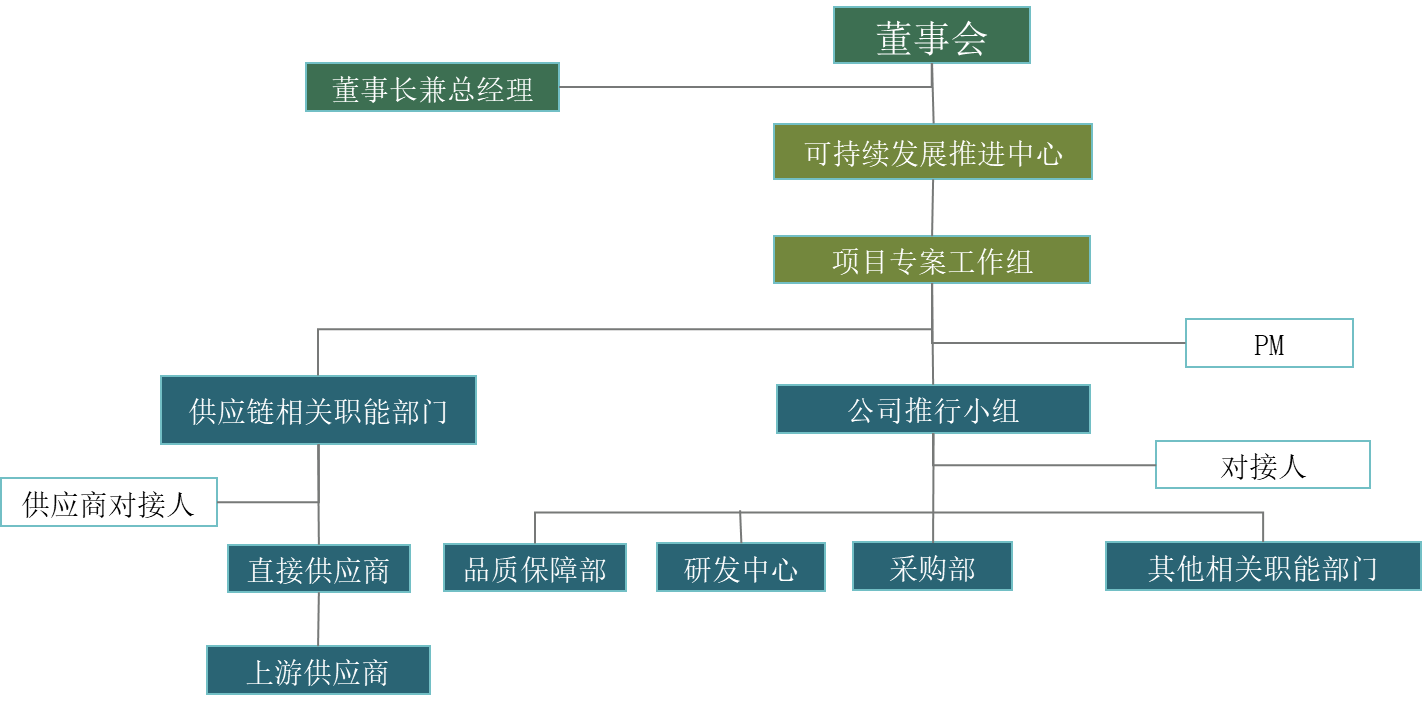 董事会
董事长兼总经理
可持续发展推进中心
项目专案工作组
PM
供应链相关职能部门
公司推行小组
对接人
供应商对接人
直接供应商
品质保障部
研发中心
采购部
其他相关职能部门
上游供应商